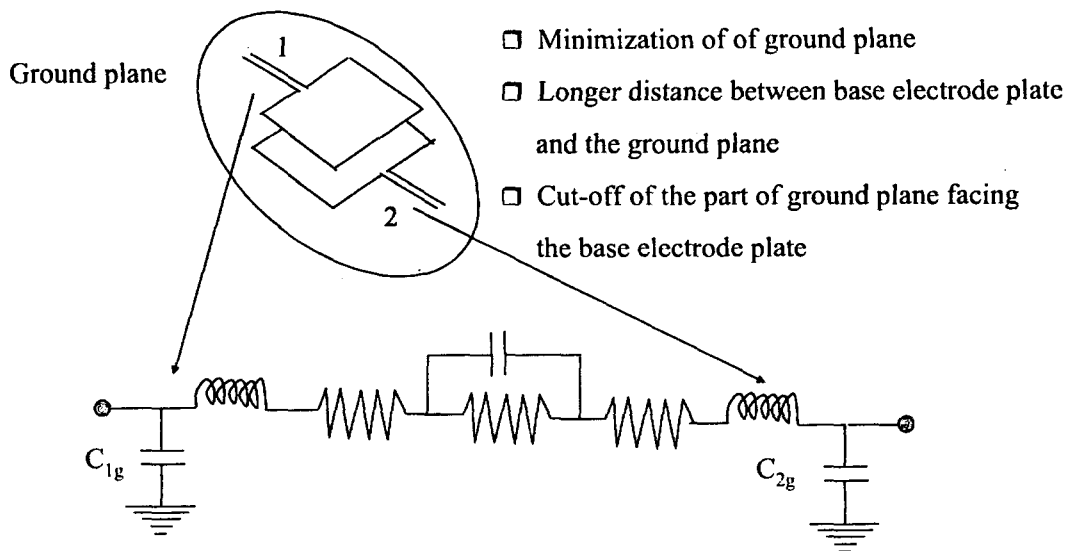 Ground plane
1
2
❒ Minimization of of ground plane
❒ Longer distance between base electrode plate
and the ground plane
❒ Cut-off of the part of ground plane facing
the base electrode plate
C1g
C2g